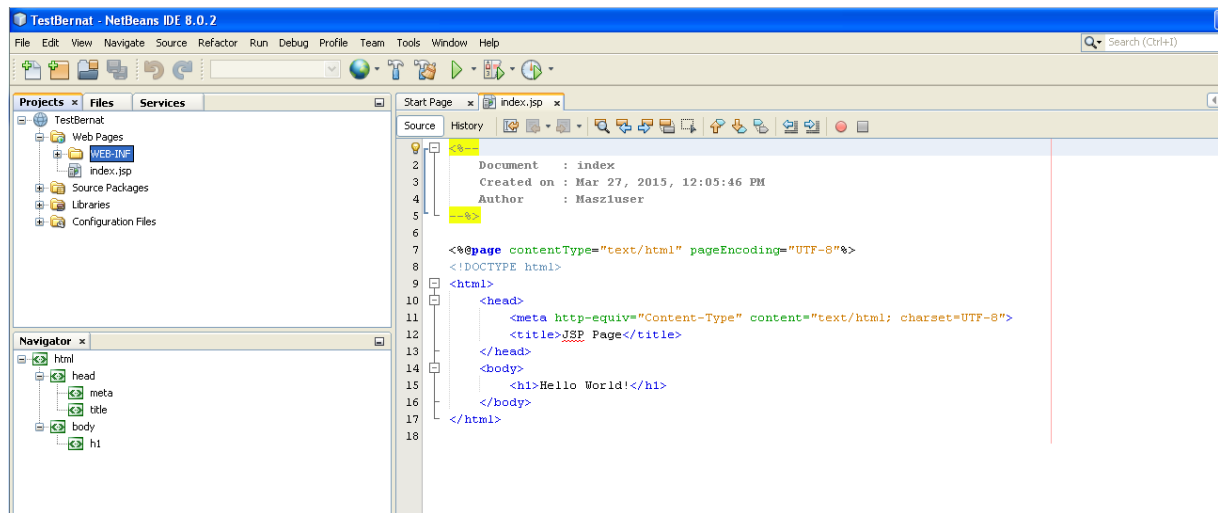 TestBernat - NetBeans IDE 8.0.2
File Edit View Navigate Source Refactor Run Debug Profile Team Tools Window Help
Search (Ctrl+I)
Projects x Files Services
TestBernat
Web Pages
WEB-INF
index.jsp
Source Packages
Libraries
Configuration Files
Navigator x
html
head
meta
title
body
h1
Start Page x index.jsp x
Source History
<%--
2 Document : index
3 Created on : Mar 27, 2015, 12:05:46 PM
4 Author : Masz1user
5 --%>
6
7 <%@page contentType="text/html" pageEncoding="UTF-8"%>
8 <!DOCTYPE html>
9 <html>
10 <head>
11 <meta http-equiv="Content-Type" content="text/html; charset=UTF-8">
12 <title>JSP Page</title>
13 </head>
14 <body>
15 <h1>Hello World!</h1>
16 </body>
17 </html>
18